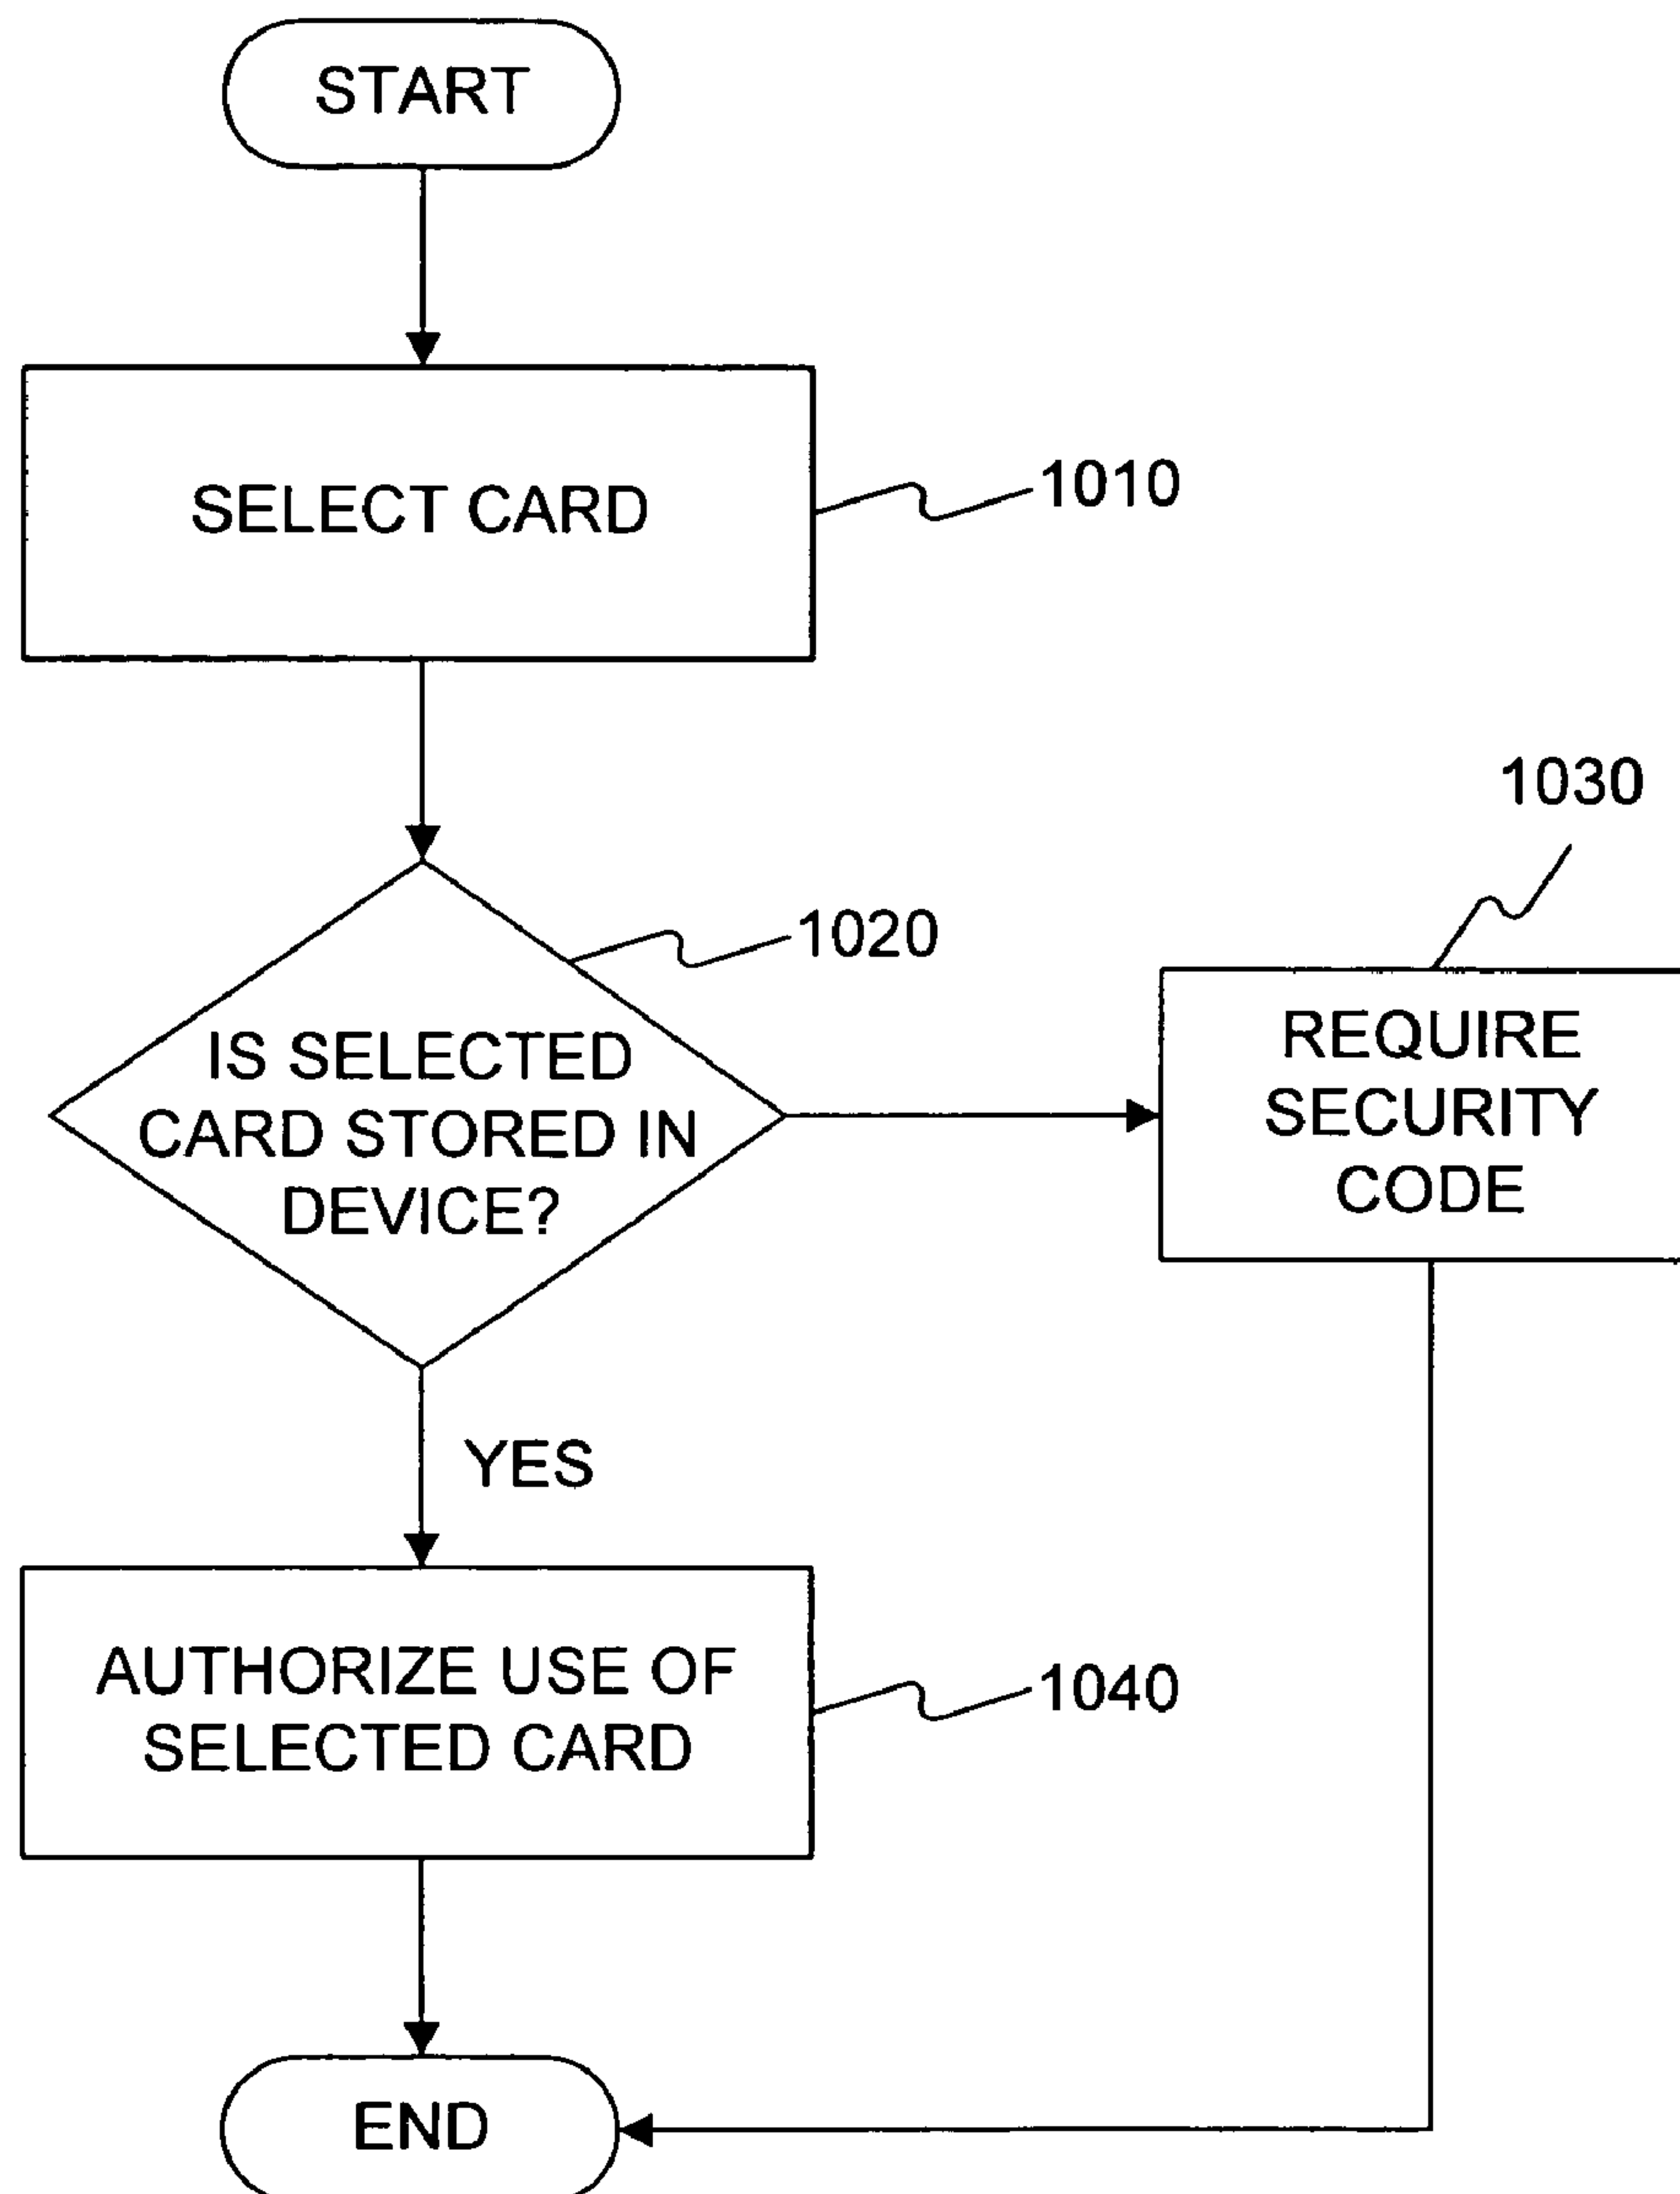 START
SELECT CARD
1010
1030
1020
IS SELECTED
CARD STORED IN
DEVICE?
REQUIRE
SECURITY
CODE
YES
AUTHORIZE USE OF
SELECTED CARD
1040
END